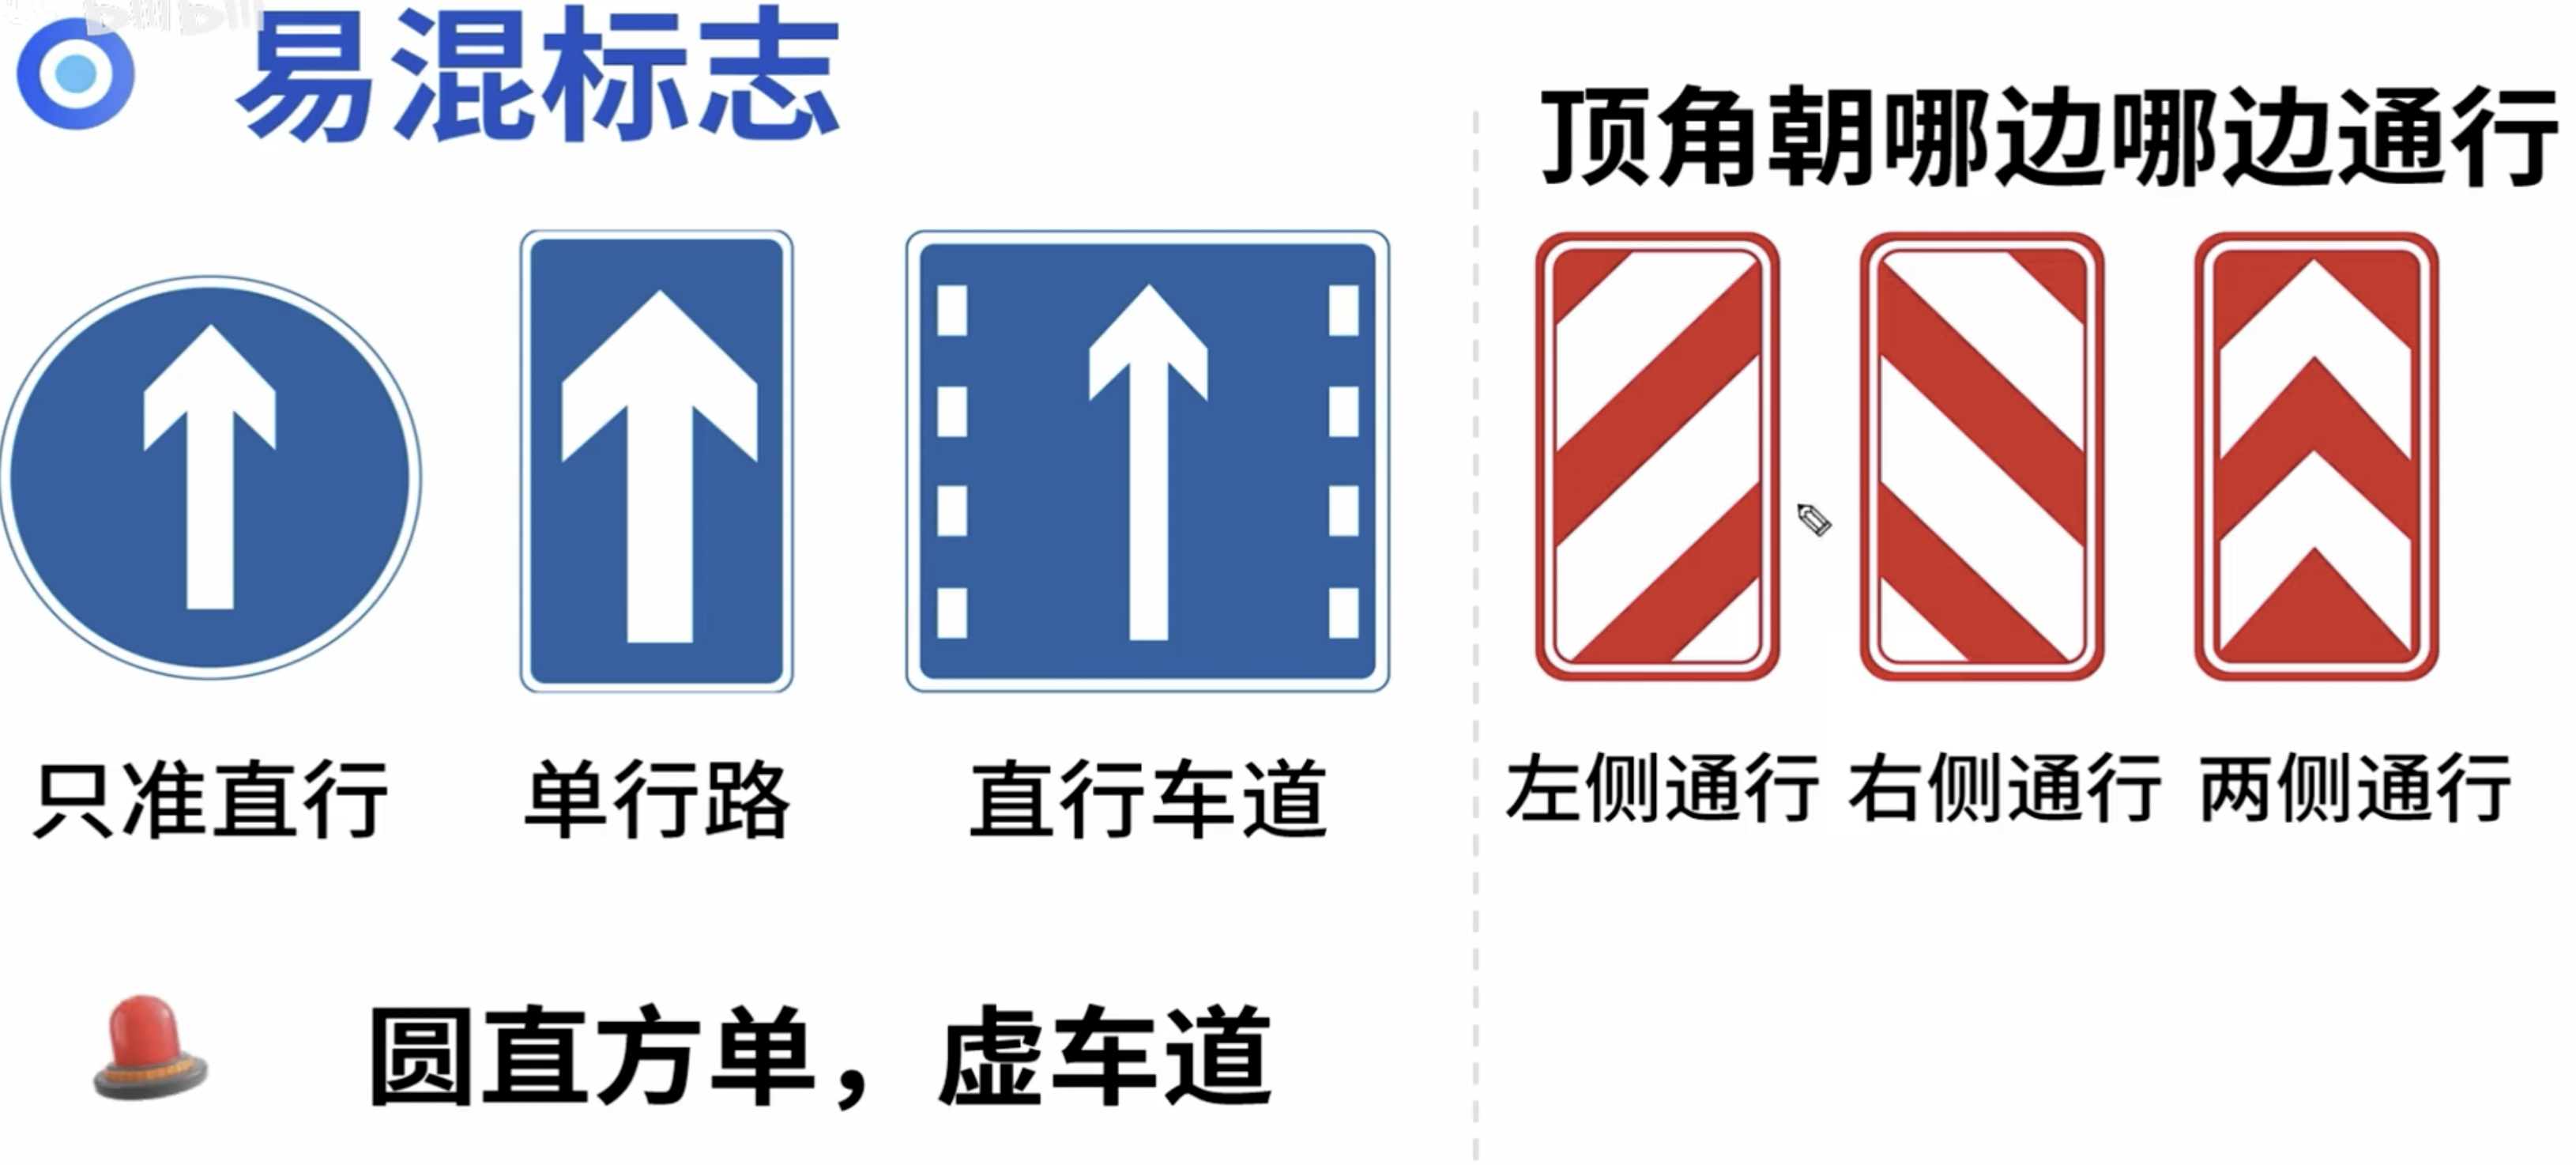 易混标志
只准直行
单行路
直行车道
圆直方单，虚车道
顶角朝哪边哪边通行
左侧通行
右侧通行
两侧通行